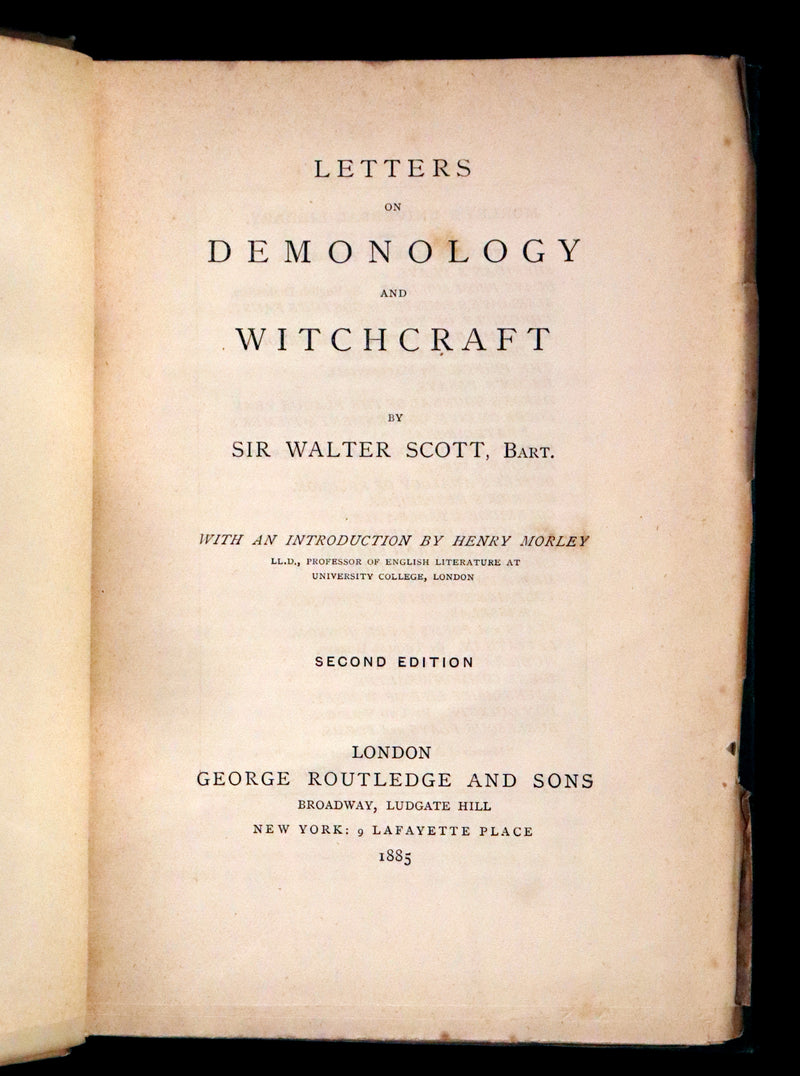 LETTERS
ON
DEMONOLOGY
AND
WITCHCRAFT
BY
SIR WALTER SCOTT, BART.
WITH AN INTRODUCTION BY HENRY MORLEY
LL.D., PROFESSOR OF ENGLISH LITERATURE AT
UNIVERSITY COLLEGE, LONDON
SECOND EDITION
LONDON
GEORGE ROUTLEDGE AND SONS
BROADWAY, LUDGATE HILL
NEW YORK: 9 LAFAYETTE PLACE
1885